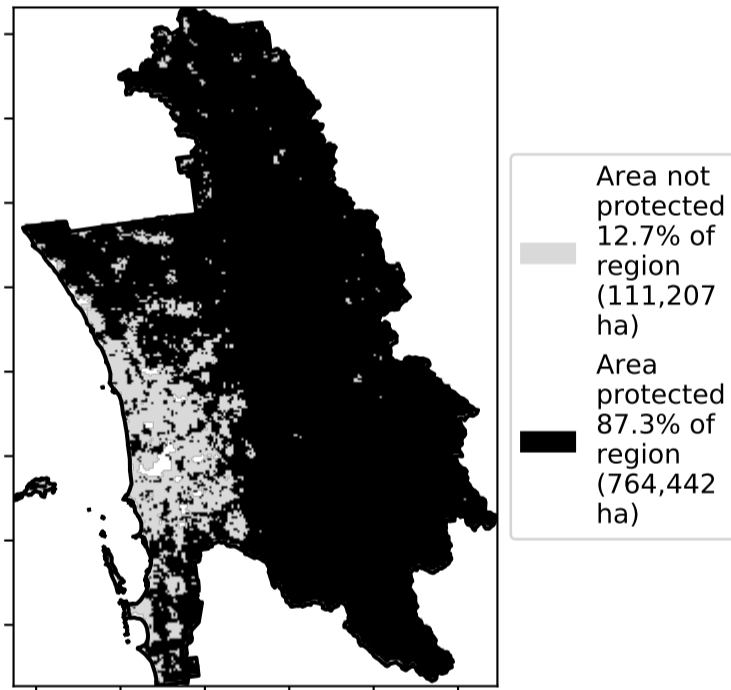 Area not
protected
12.7% of
region
(111,207
ha)
Area
protected
87.3% of
region
(764,442
ha)